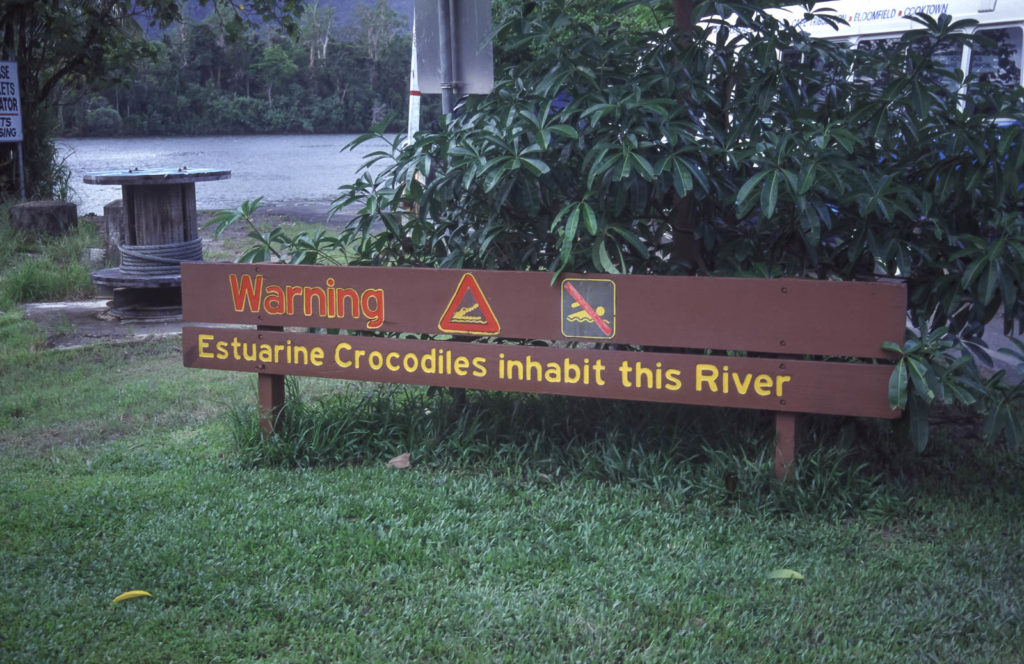 BLOOMFIELD COOKTOWN
Warning
Estuarine Crocodiles inhabit this River